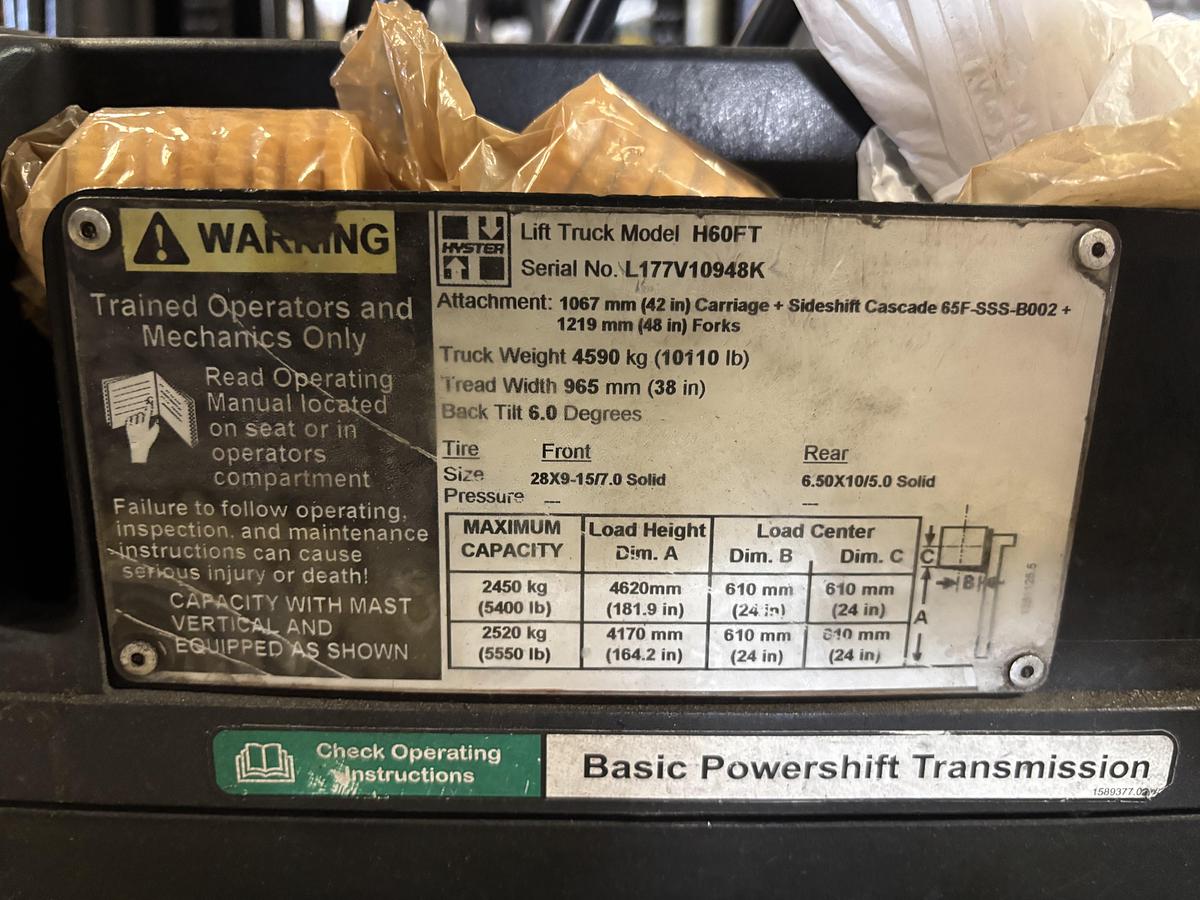 WARNING
Trained Operators and
Mechanics Only
Read Operating
Manual located
on seat or in
operators
compartment
Failure to follow operating,
inspection, and maintenance
instructions can cause
serious injury or death!
CAPACITY WITH MAST
VERTICAL AND
EQUIPPED AS SHOWN
HYSTER
Lift Truck Model H60FT
Serial No. L177V10948K
Attachment: 1067 mm (42 in) Carriage + Sideshift Cascade 65F-SSS-B002 +
1219 mm (48 in) Forks
Truck Weight 4590 kg (10110 lb)
Tread Width 965 mm (38 in)
Back Tilt 6.0 Degrees
Tire Front Rear
Size 28X9-15/7.0 Solid 6.50X10/5.0 Solid
Pressure --- ---
MAXIMUM CAPACITY Load Height Dim. A Load Center Dim. B Dim. C
2450 kg 4620mm 610 mm 610 mm
(5400 lb) (181.9 in) (24 in) (24 in)
2520 kg 4170 mm 610 mm 610 mm
(5550 lb) (164.2 in) (24 in) (24 in)
C
B
A
Check Operating
Instructions
Basic Powershift Transmission